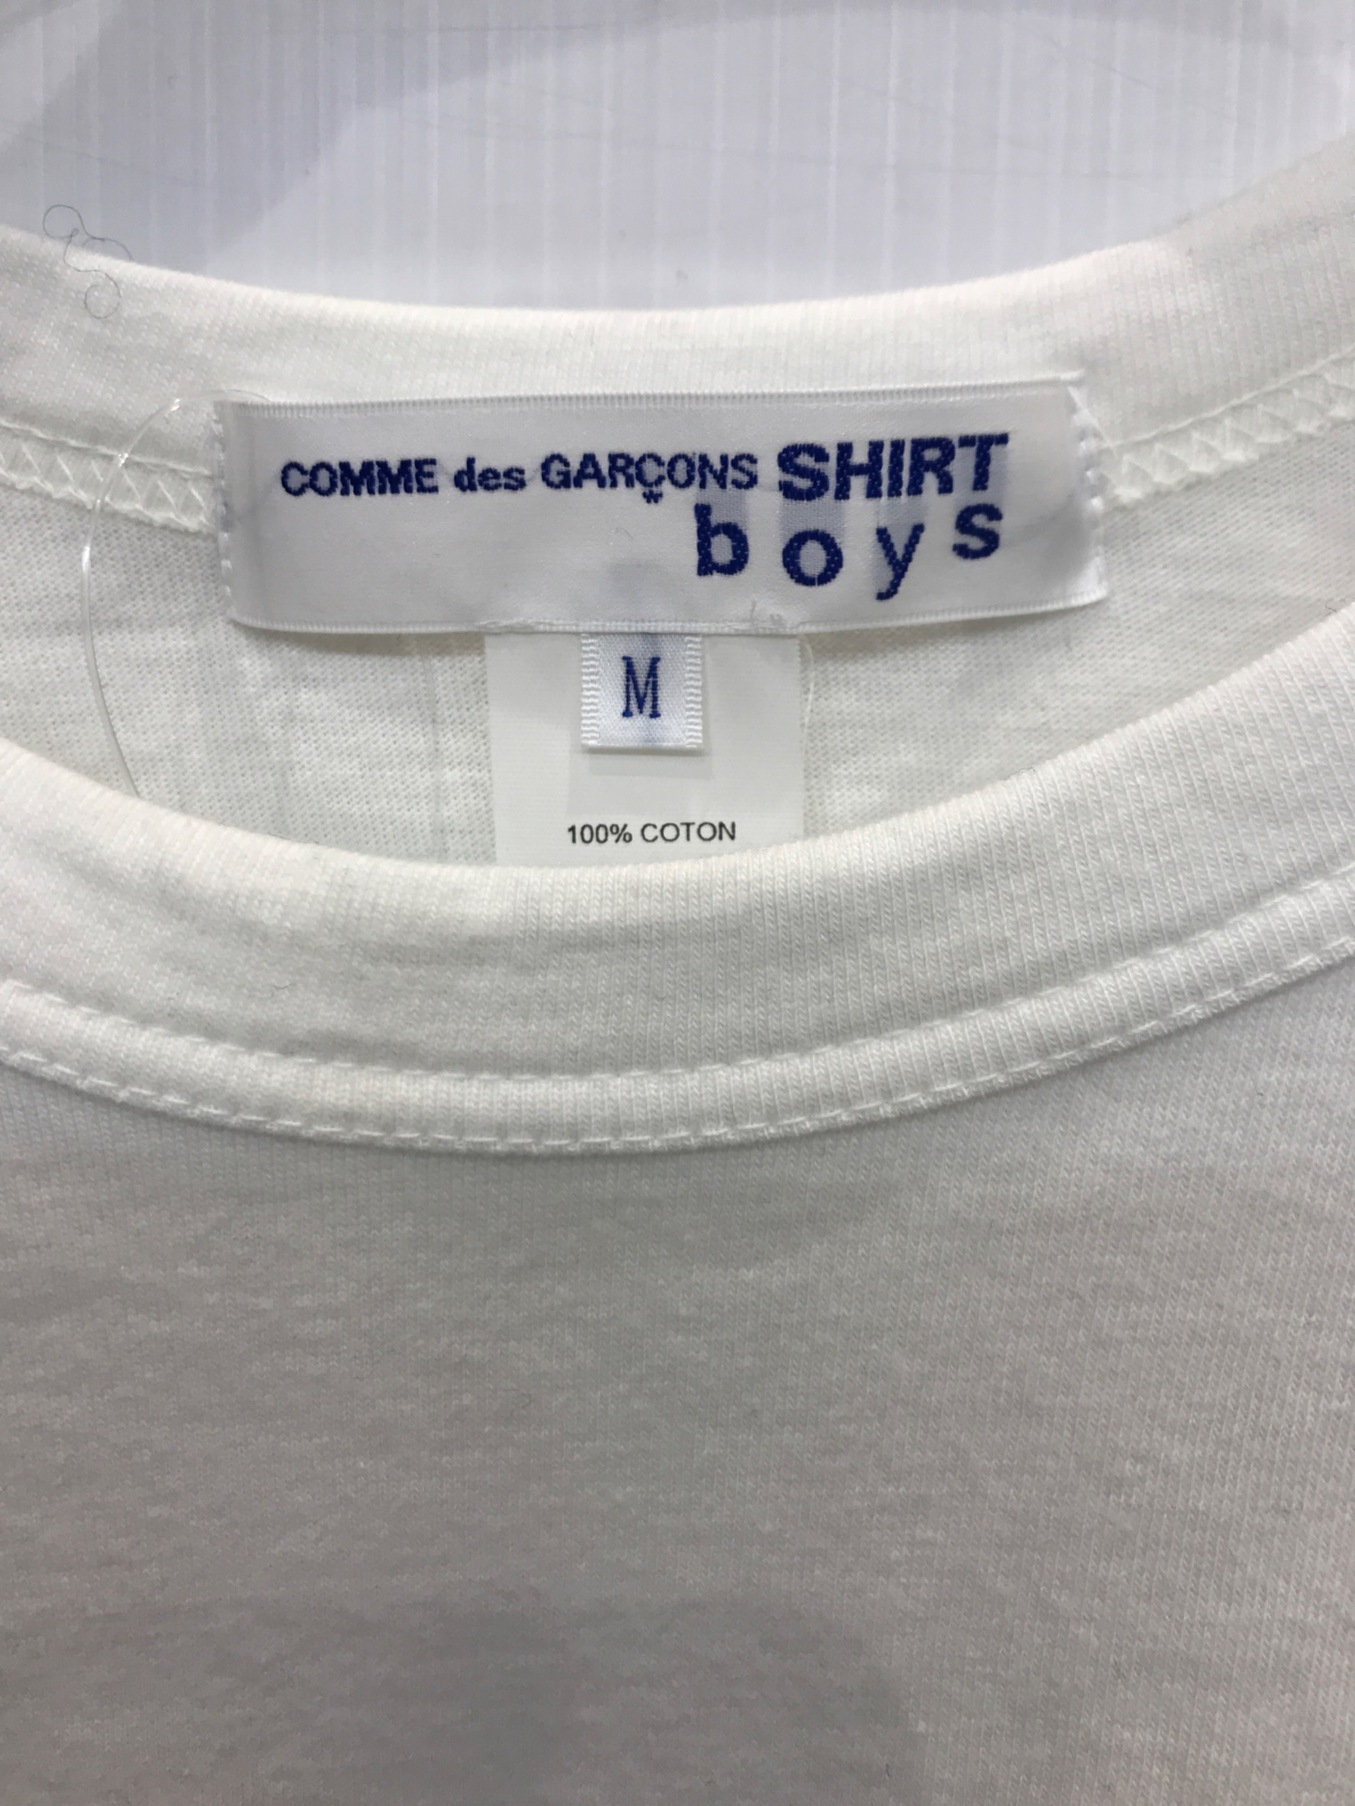 COMME des GARÇONS SHIRT
boys
M
100% COTON